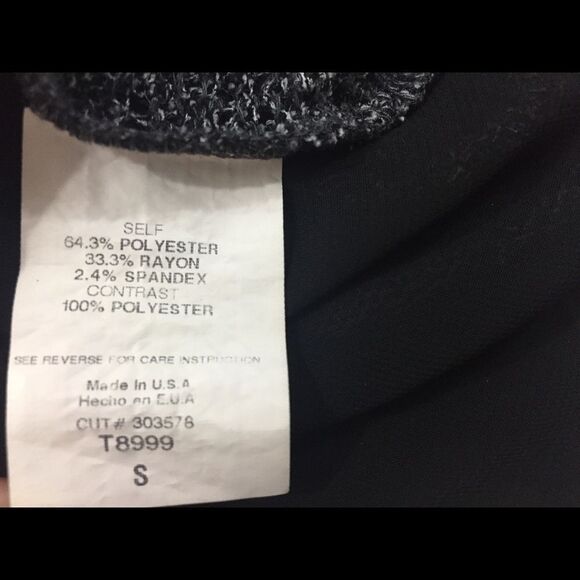 SELF
64.3% POLYESTER
33.3% RAYON
2.4% SPANDEX
CONTRAST
100% POLYESTER
SEE REVERSE FOR CARE INSTRUCTION
Made In U.S.A
Hecho en E.U.A
CUT# 303578
T8999
S